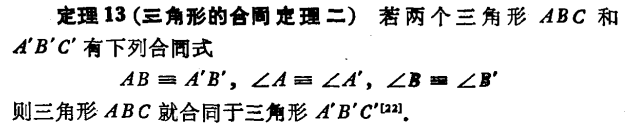 定理13(三角形的合同定理二) 若两个三角形 ABC 和
A′B′C′ 有下列合同式
AB ≡ A′B′, ∠A ≡ ∠A′, ∠B ≡ ∠B′
则三角形 ABC 就合同于三角形 A′B′C′[22].